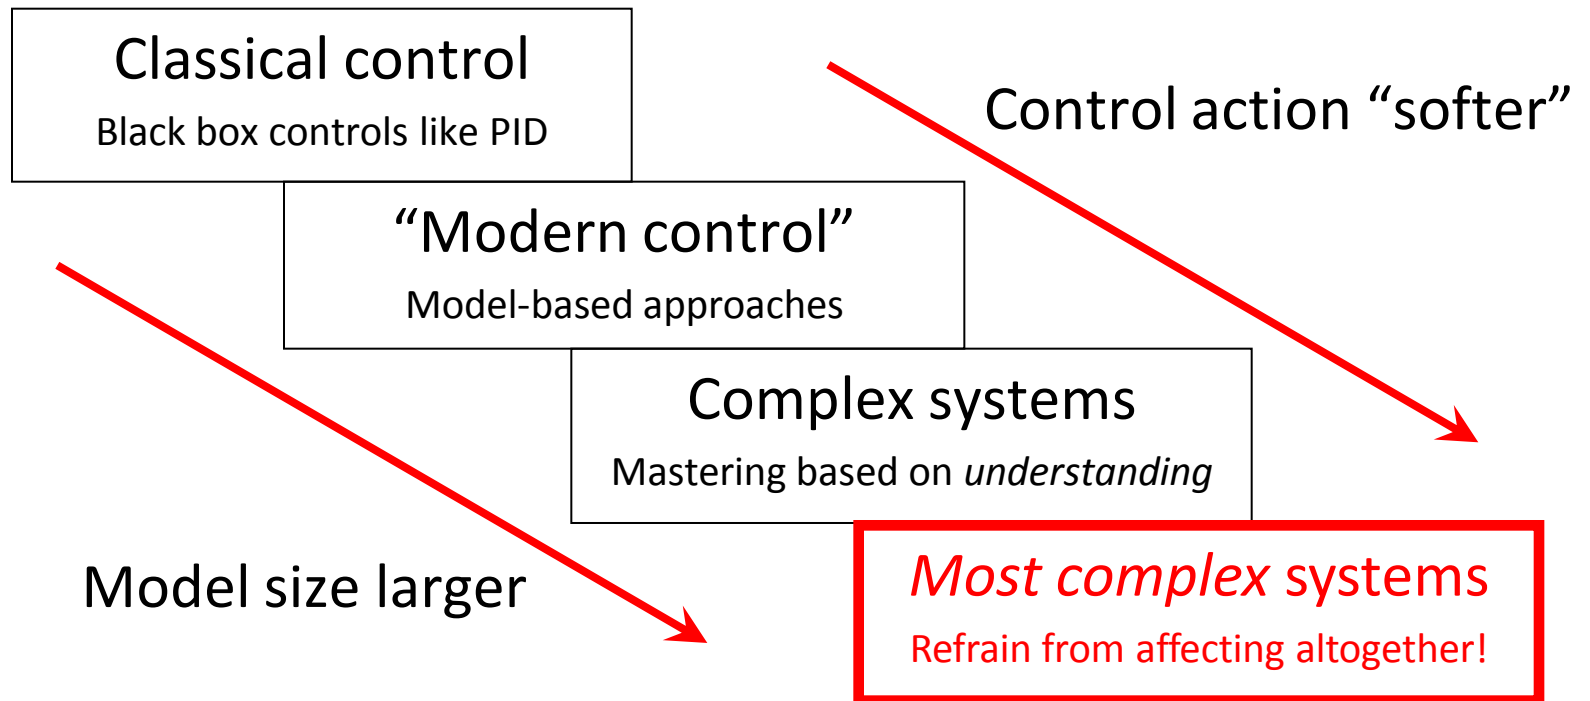 Classical control
Black box controls like PID
Control action “softer”
“Modern control”
Model-based approaches
Complex systems
Mastering based on understanding
Model size larger
Most complex systems
Refrain from affecting altogether!